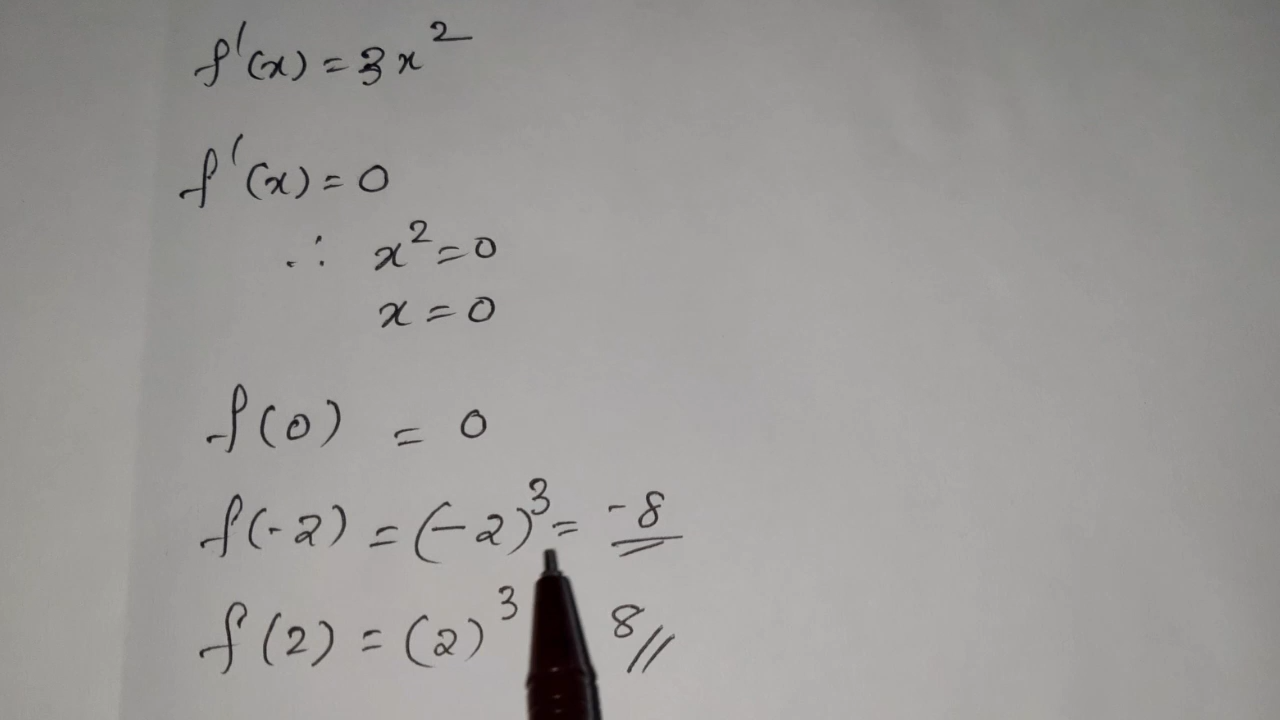 f'(x) = 3x²
f'(x) = 0
∴ x² = 0
x = 0
f(0) = 0
f(-2) = (-2)³ = -8
f(2) = (2)³ 8//